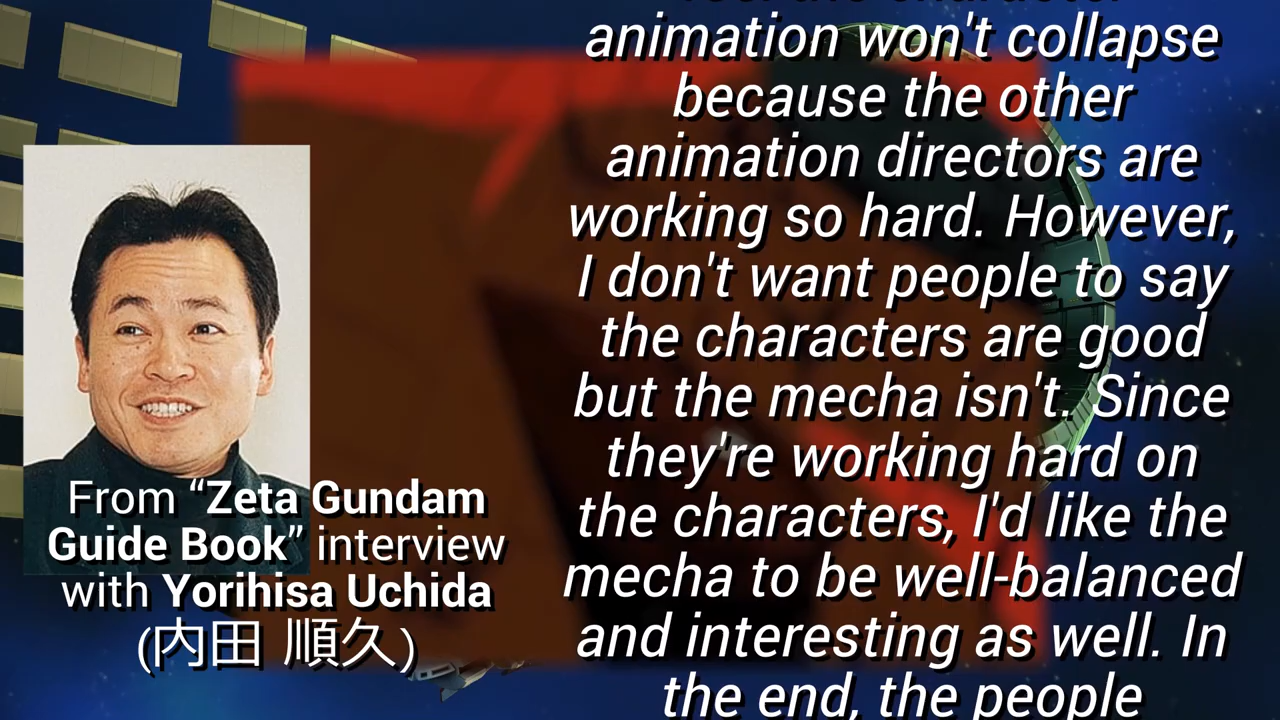 animation won't collapse
because the other
animation directors are
working so hard. However,
I don't want people to say
the characters are good
but the mecha isn't. Since
they're working hard on
the characters, I'd like the
mecha to be well-balanced
and interesting as well. In
the end, the people
From “Zeta Gundam
Guide Book” interview
with Yorihisa Uchida
(内田 順久)